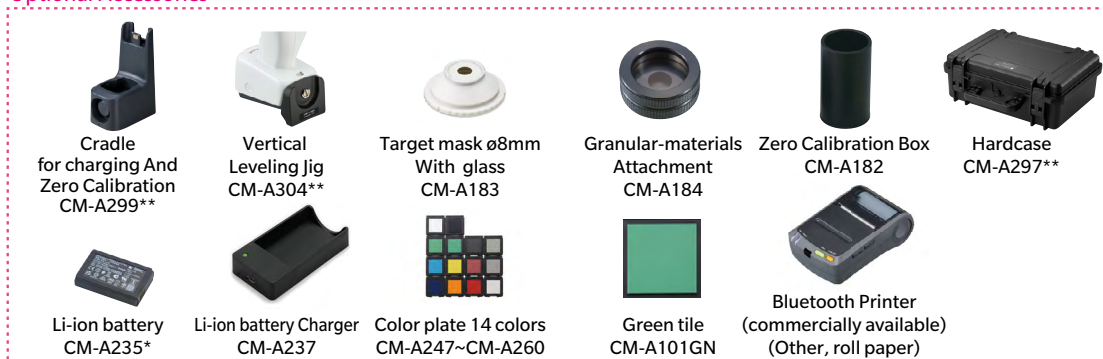 Optional Accessories
Cradle
for charging And
Zero Calibration
CM-A299**
Vertical
Leveling Jig
CM-A304**
Target mask ø8mm
With glass
CM-A183
Granular-materials
Attachment
CM-A184
Zero Calibration Box
CM-A182
Hardcase
CM-A297**
Li-ion battery
CM-A235*
Li-ion battery Charger
CM-A237
Color plate 14 colors
CM-A247~CM-A260
Green tile
CM-A101GN
Bluetooth Printer
(commercially available)
(Other, roll paper)